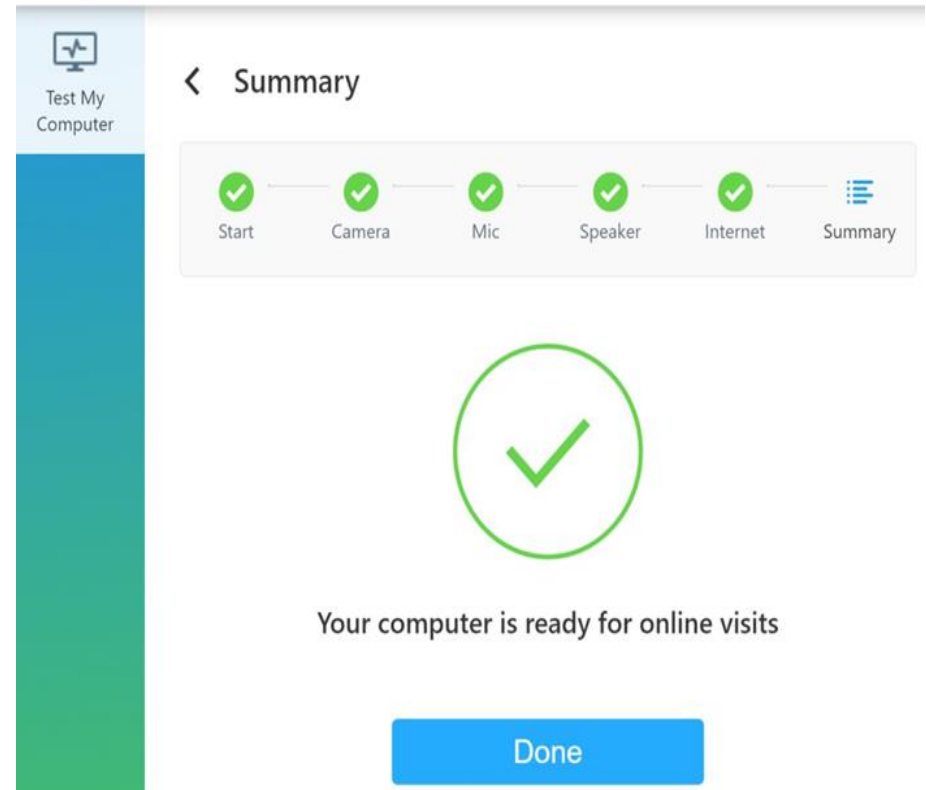 Test My
Computer
Summary
Start
Camera
Mic
Speaker
Internet
Summary
Your computer is ready for online visits
Done